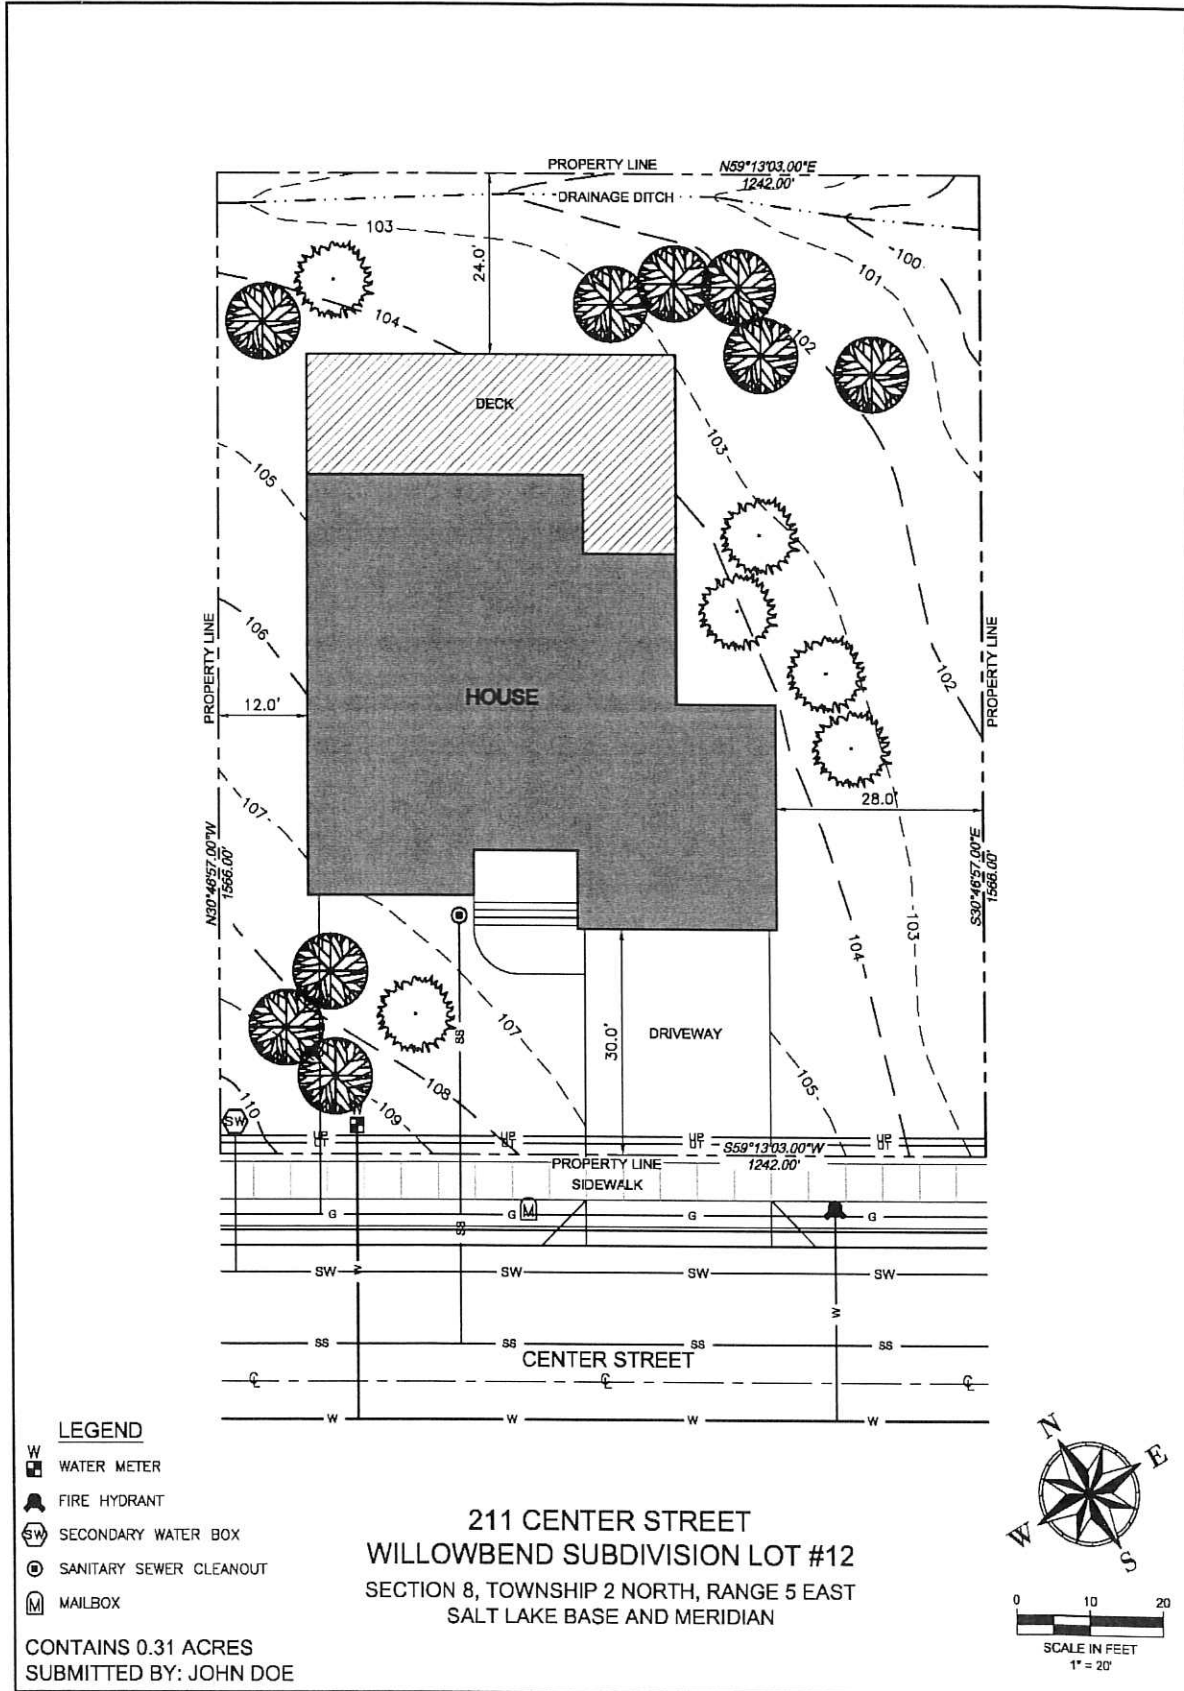 PROPERTY LINE
N59°13'03.00"E
1242.00'
DRAINAGE DITCH
103
100
101
24.0'
104
102
DECK
103
105
106
PROPERTY LINE
12.0'
HOUSE
102
PROPERTY LINE
107
28.0'
N30°46'57.00"W
1566.00'
S30°46'57.00"E
1566.00'
103
104
107
30.0'
DRIVEWAY
SS
105
108
109
110
SW
W
UP UP UP UP
UT UT UT UT
S59°13'03.00"W
1242.00'
PROPERTY LINE
SIDEWALK
M
G G G G
SS
W
SW SW SW SW
W
SS SS SS SS
CENTER STREET
CL CL CL
W W W W
LEGEND
W
WATER METER
FIRE HYDRANT
SW SECONDARY WATER BOX
SANITARY SEWER CLEANOUT
M MAILBOX
CONTAINS 0.31 ACRES
SUBMITTED BY: JOHN DOE
211 CENTER STREET
WILLOWBEND SUBDIVISION LOT #12
SECTION 8, TOWNSHIP 2 NORTH, RANGE 5 EAST
SALT LAKE BASE AND MERIDIAN
N
E
W
S
0 10 20
SCALE IN FEET
1" = 20'